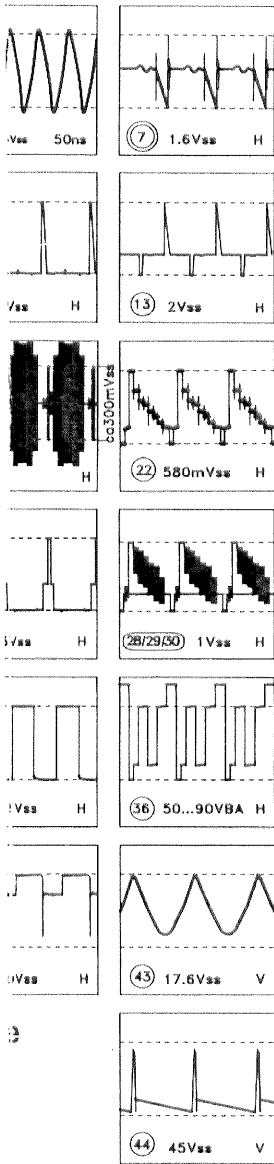 Vss 50ns
7 1.6Vss H
Vss H
13 2Vss H
ca300mVss
H
22 580mVss H
Vss H
28/29/30 1Vss H
Vss H
36 50...90VBA H
Vss H
43 17.6Vss V
44 45Vss V